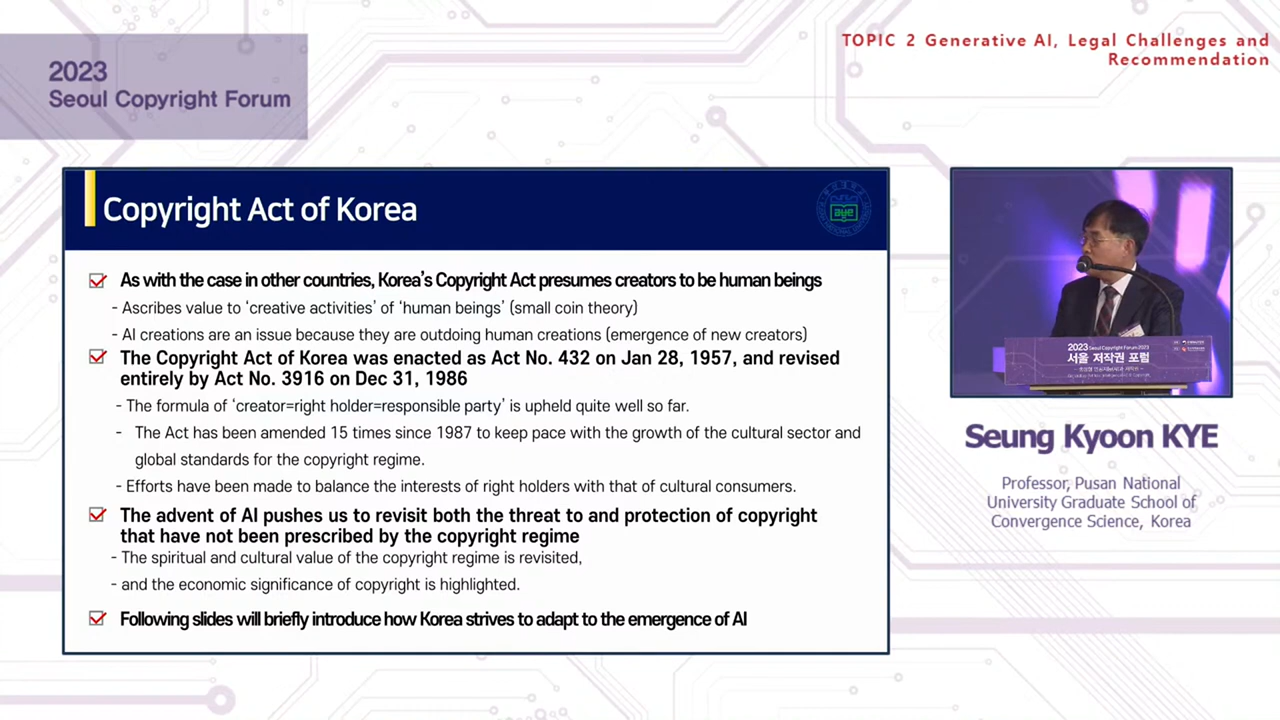 TOPIC 2 Generative AI, Legal Challenges and
Recommendation
2023
Seoul Copyright Forum
Copyright Act of Korea
As with the case in other countries, Korea's Copyright Act presumes creators to be human beings
- Ascribes value to 'creative activities' of 'human beings' (small coin theory)
- AI creations are an issue because they are outdoing human creations (emergence of new creators)
The Copyright Act of Korea was enacted as Act No. 432 on Jan 28, 1957, and revised
entirely by Act No. 3916 on Dec 31, 1986
- The formula of 'creator=right holder=responsible party' is upheld quite well so far.
- The Act has been amended 15 times since 1987 to keep pace with the growth of the cultural sector and
global standards for the copyright regime.
- Efforts have been made to balance the interests of right holders with that of cultural consumers.
The advent of AI pushes us to revisit both the threat to and protection of copyright
that have not been prescribed by the copyright regime
- The spiritual and cultural value of the copyright regime is revisited,
- and the economic significance of copyright is highlighted.
Following slides will briefly introduce how Korea strives to adapt to the emergence of AI
2023 Seoul Copyright Forum 2023
서울 저작권 포럼
Seung Kyoon KYE
Professor, Pusan National
University Graduate School of
Convergence Science, Korea